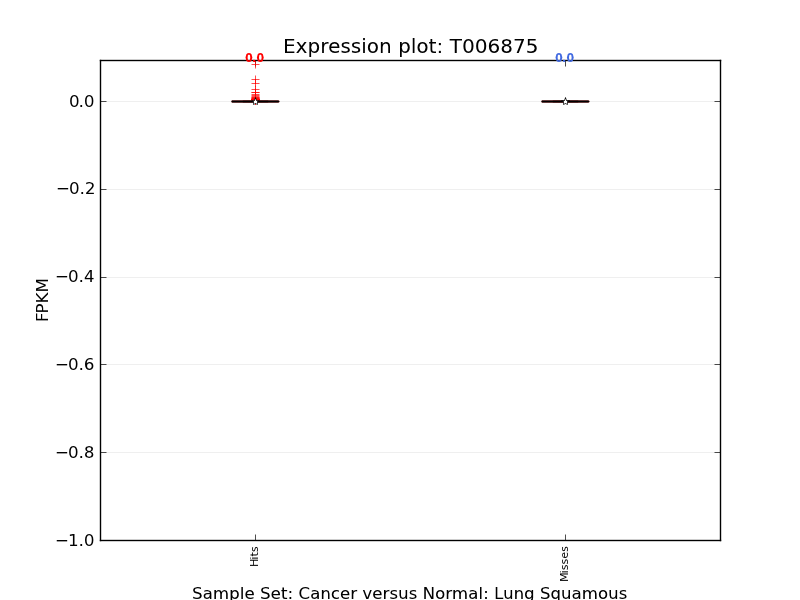 Expression plot: T006875
0.0 0.0
0.0
−0.2
−0.4
−0.6
−0.8
−1.0
FPKM
Hits Misses
Sample Set: Cancer versus Normal: Lung Squamous